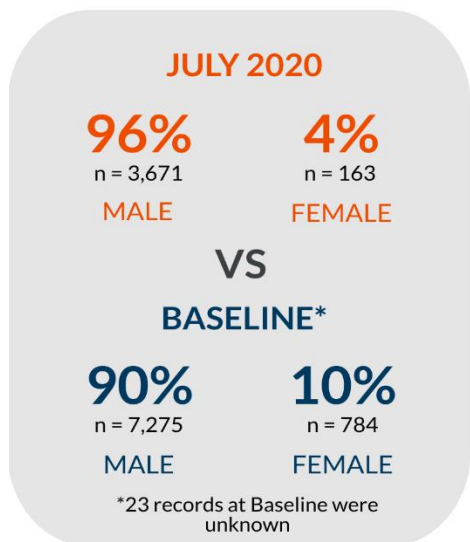 JULY 2020
96% 4%
n = 3,671 n = 163
MALE FEMALE
VS
BASELINE*
90% 10%
n = 7,275 n = 784
MALE FEMALE
*23 records at Baseline were
unknown